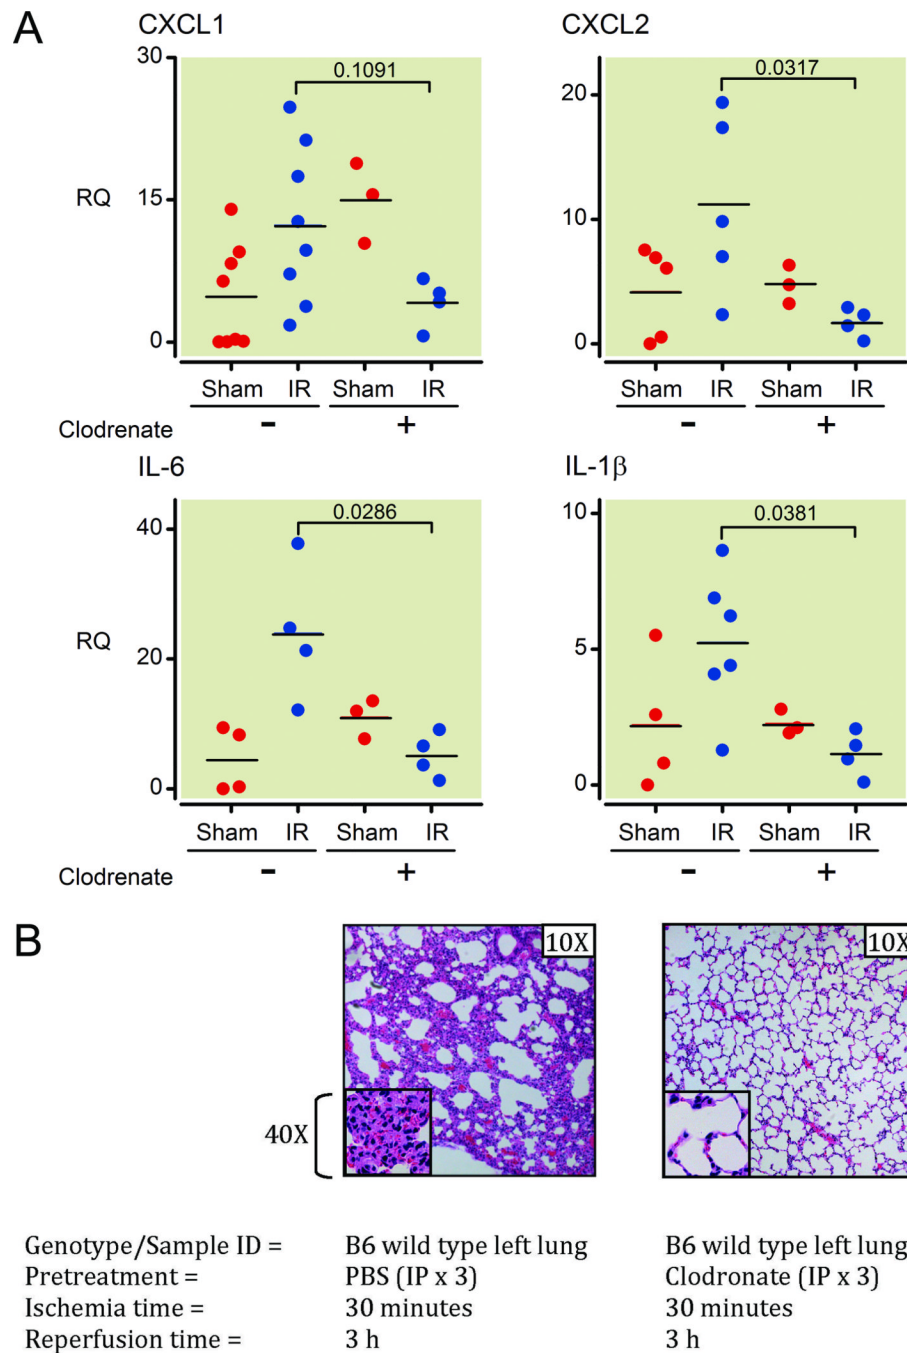 A
CXCL1
CXCL2
30
15
0
RQ
0.1091
20
10
0
0.0317
Sham IR Sham IR
Sham IR Sham IR
Clodrenate - +
- +
IL-6
IL-1β
40
20
0
RQ
0.0286
10
5
0
0.0381
Sham IR Sham IR
Sham IR Sham IR
Clodrenate - +
- +
B
10X
10X
40X
Genotype/Sample ID = B6 wild type left lung B6 wild type left lung
Pretreatment = PBS (IP x 3) Clodronate (IP x 3)
Ischemia time = 30 minutes 30 minutes
Reperfusion time = 3 h 3 h